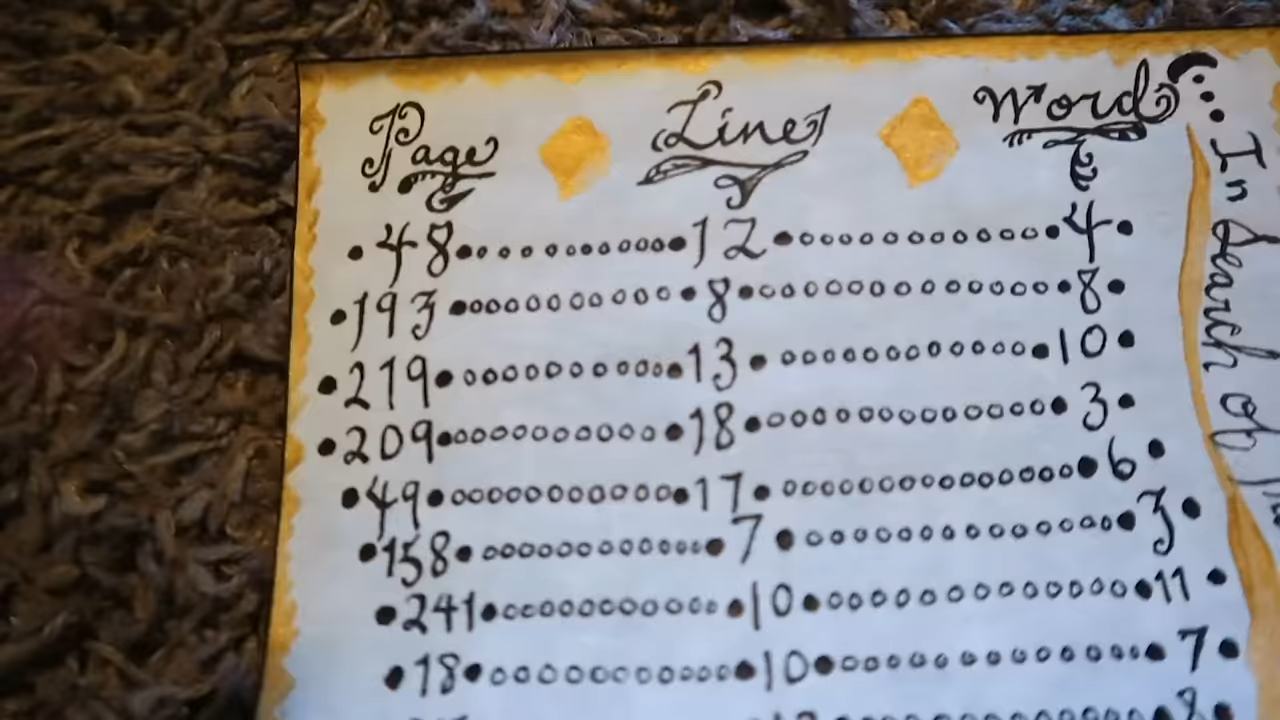 Page Line Word
48 12 4
193 8 8
219 13 10
209 18 3
49 17 6
158 7 3
241 10 11
18 10 7
In Search of